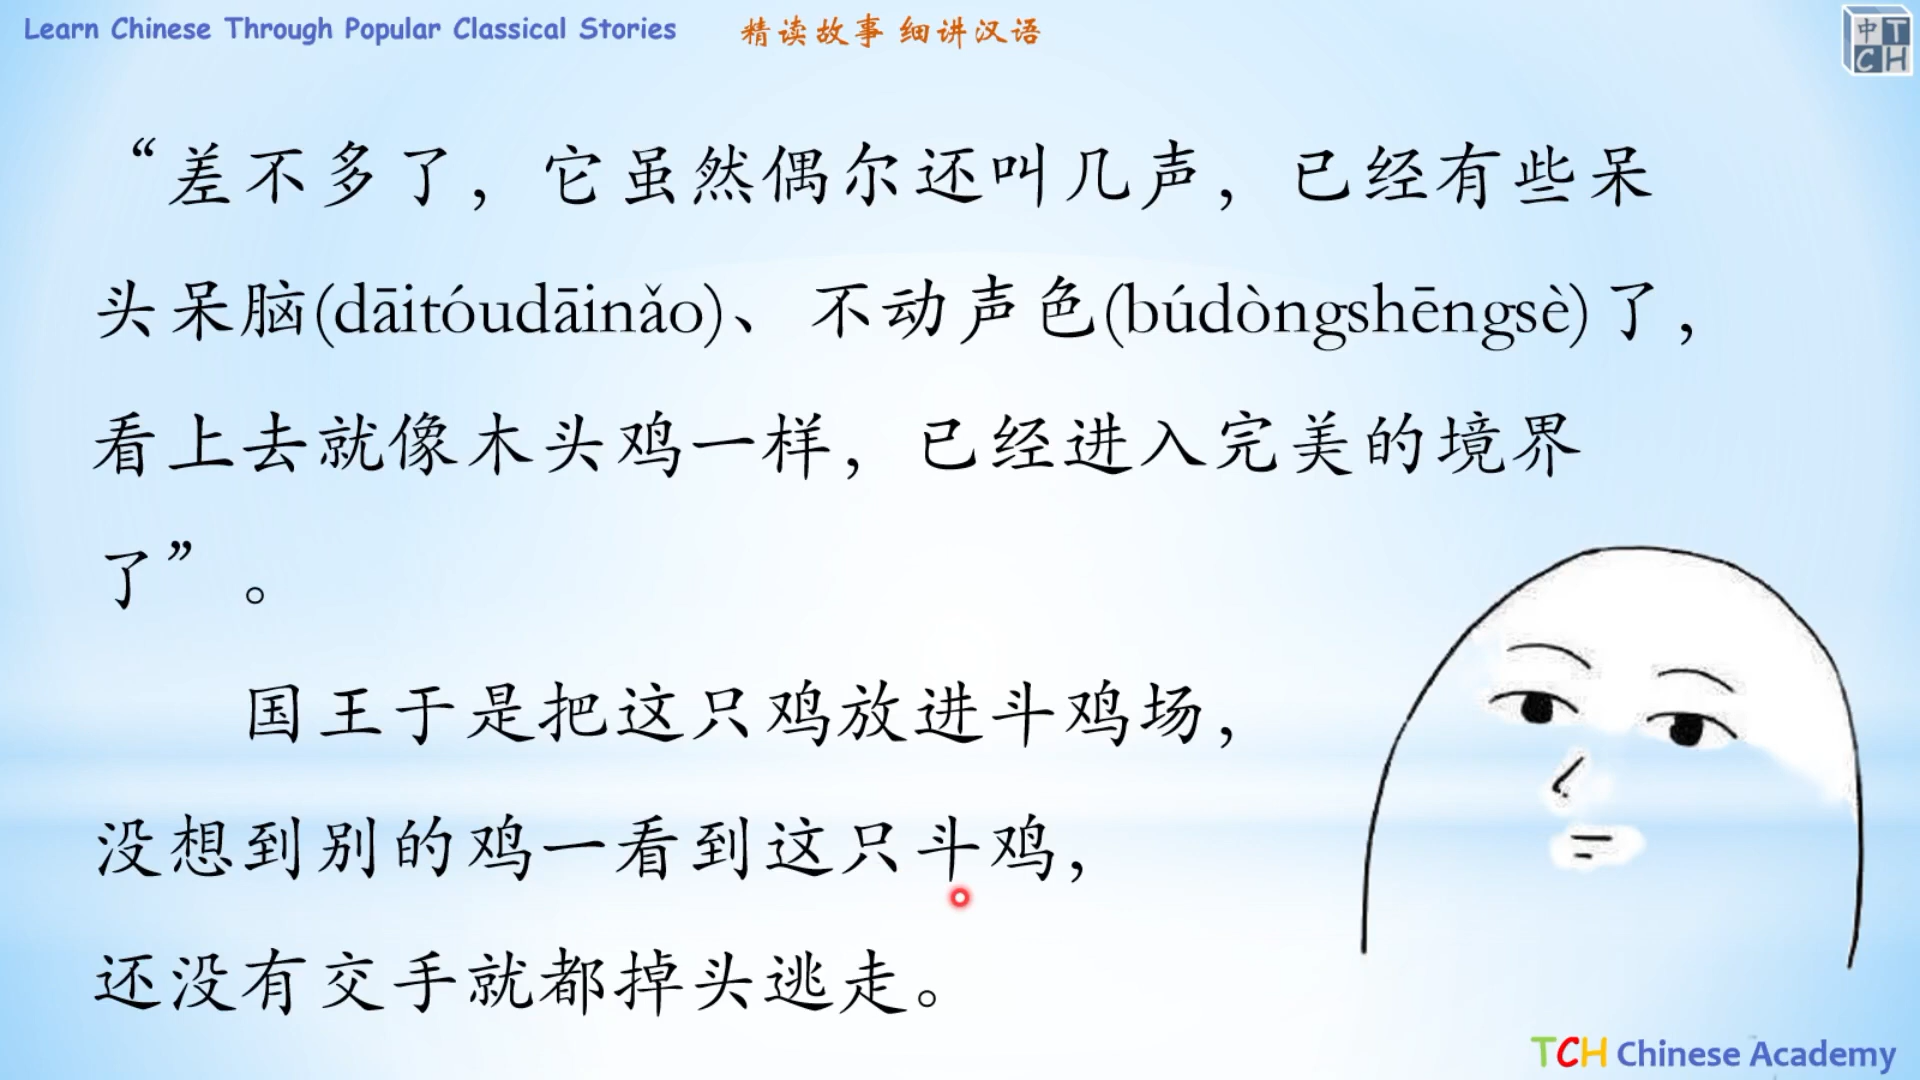 Learn Chinese Through Popular Classical Stories 精读故事 细讲汉语
中T
CH
“差不多了，它虽然偶尔还叫几声，已经有些呆
头呆脑(dāitóudāinǎo)、不动声色(búdòngshēngsè)了，
看上去就像木头鸡一样，已经进入完美的境界
了”。
国王于是把这只鸡放进斗鸡场，
没想到别的鸡一看到这只斗鸡，
还没有交手就都掉头逃走。
TCH Chinese Academy